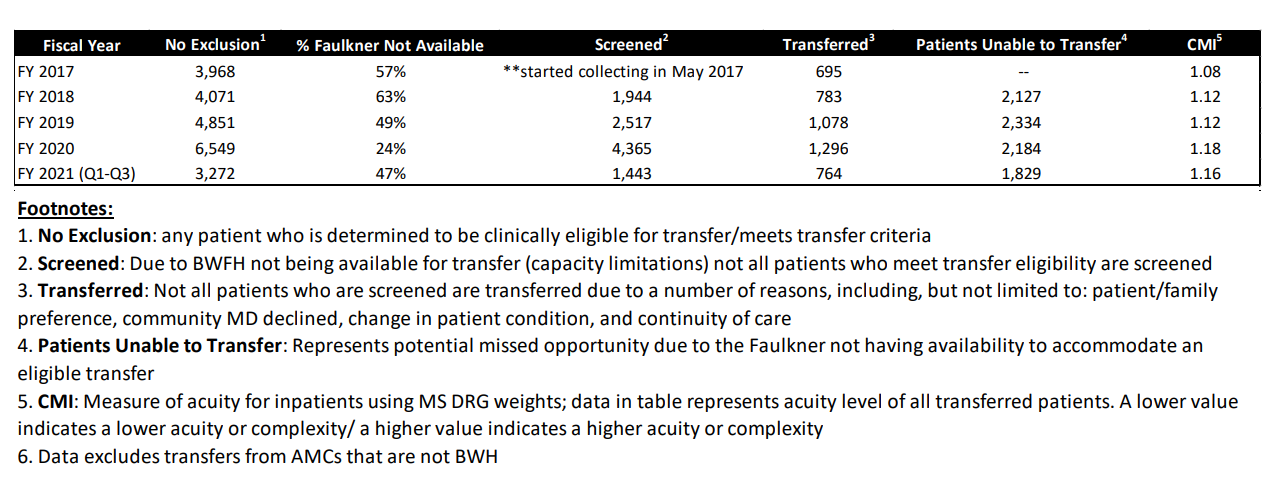 Fiscal Year No Exclusion1 % Faulkner Not Available Screened2 Transferred3 Patients Unable to Transfer4 CMI5
FY 2017 3,968 57% **started collecting in May 2017 695 -- 1.08
FY 2018 4,071 63% 1,944 783 2,127 1.12
FY 2019 4,851 49% 2,517 1,078 2,334 1.12
FY 2020 6,549 24% 4,365 1,296 2,184 1.18
FY 2021 (Q1-Q3) 3,272 47% 1,443 764 1,829 1.16
Footnotes:
1. No Exclusion: any patient who is determined to be clinically eligible for transfer/meets transfer criteria
2. Screened: Due to BWFH not being available for transfer (capacity limitations) not all patients who meet transfer eligibility are screened
3. Transferred: Not all patients who are screened are transferred due to a number of reasons, including, but not limited to: patient/family
preference, community MD declined, change in patient condition, and continuity of care
4. Patients Unable to Transfer: Represents potential missed opportunity due to the Faulkner not having availability to accommodate an
eligible transfer
5. CMI: Measure of acuity for inpatients using MS DRG weights; data in table represents acuity level of all transferred patients. A lower value
indicates a lower acuity or complexity/ a higher value indicates a higher acuity or complexity
6. Data excludes transfers from AMCs that are not BWH